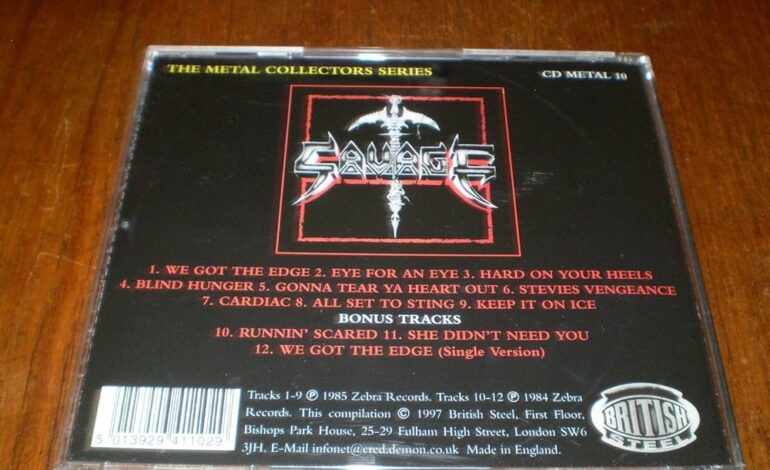 THE METAL COLLECTORS SERIES
CD METAL 10
SAVAGE
1. WE GOT THE EDGE 2. EYE FOR AN EYE 3. HARD ON YOUR HEELS
4. BLIND HUNGER 5. GONNA TEAR YA HEART OUT 6. STEVIES VENGEANCE
7. CARDIAC 8. ALL SET TO STING 9. KEEP IT ON ICE
BONUS TRACKS
10. RUNNIN' SCARED 11. SHE DIDN'T NEED YOU
12. WE GOT THE EDGE (Single Version)
Tracks 1-9 ℗ 1985 Zebra Records. Tracks 10-12 ℗ 1984 Zebra
Records. This compilation © 1997 British Steel, First Floor,
Bishops Park House, 25-29 Fulham High Street, London SW6
3JH. E-Mail infonet@cred.demon.co.uk Made in England.
5 013929 411029
BRITISH
STEEL